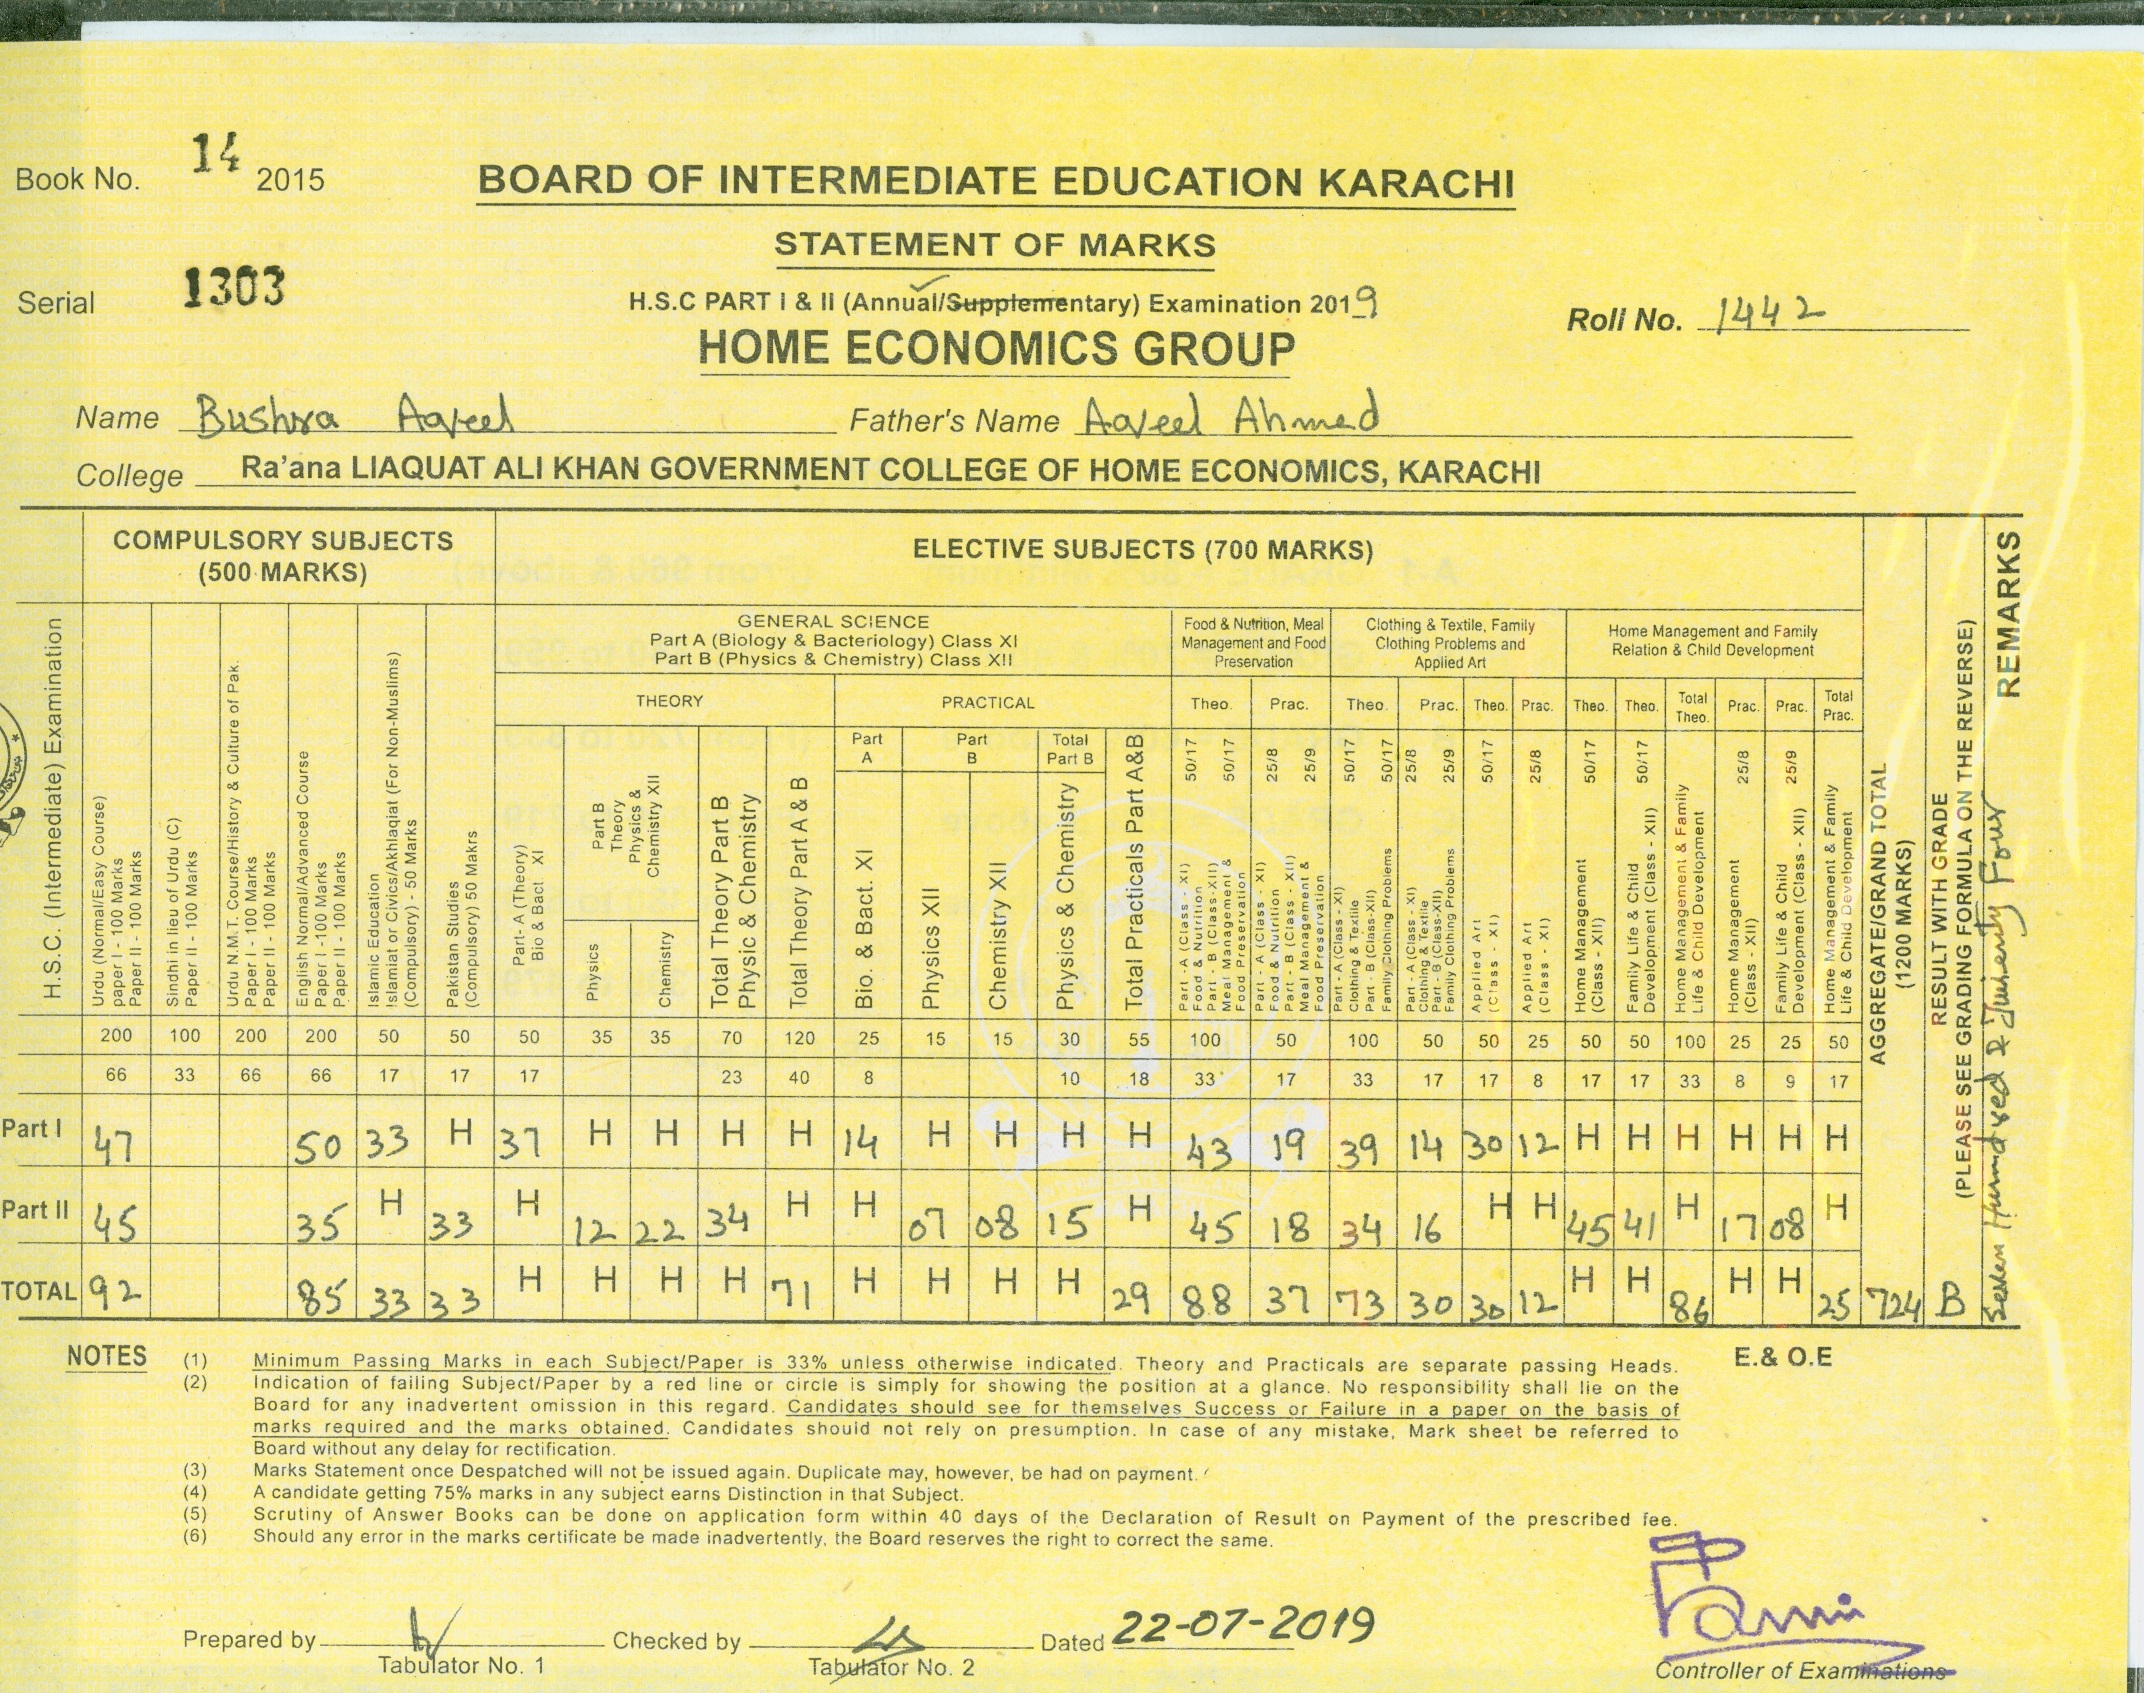 Book No. 14 2015
BOARD OF INTERMEDIATE EDUCATION KARACHI
STATEMENT OF MARKS
Serial 1303
H.S.C PART I & II (Annual/Supplementary) Examination 2019
Roll No. 1442
HOME ECONOMICS GROUP
Name Bushra Aqeel Father's Name Aqeel Ahmed
College Ra'ana LIAQUAT ALI KHAN GOVERNMENT COLLEGE OF HOME ECONOMICS, KARACHI
H.S.C. (Intermediate) Examination
COMPULSORY SUBJECTS
(500 MARKS)
ELECTIVE SUBJECTS (700 MARKS)
GENERAL SCIENCE
Part A (Biology & Bacteriology) Class XI
Part B (Physics & Chemistry) Class XII
Food & Nutrition, Meal
Management and Food
Preservation
Clothing & Textile, Family
Clothing Problems and
Applied Art
Home Management and Family
Relation & Child Development
THEORY PRACTICAL
Theo. Prac. Theo. Prac. Theo. Prac. Theo. Theo. Total Theo. Prac. Prac. Total Prac.
Part A Part B Total Part B
50/17 50/17 25/8 25/9 50/17 50/17 25/8 25/9 50/17 25/8 50/17 50/17 25/8 25/9
Urdu (Normal/Easy Course)
paper I - 100 Marks
Paper II - 100 Marks
Sindhi in lieu of Urdu (C)
Paper II - 100 Marks
Urdu N.M.T. Course/History & Culture of Pak.
Paper I - 100 Marks
Paper II - 100 Marks
English Normal/Advanced Course
Paper I -100 Marks
Paper II - 100 Marks
Islamic Education
Islamiat or Civics/Akhlaqiat (For Non-Muslims)
(Compulsory) - 50 Marks
Pakistan Studies
(Compulsory) 50 Makrs
Part- A (Theory)
Bio & Bact. XI
Part B
Theory
Physics &
Chemistry XII
Physics
Chemistry
Total Theory Part B
Physic & Chemistry
Total Theory Part A & B
Bio. & Bact. XI
Physics XII
Chemistry XII
Physics & Chemistry
Total Practicals Part A&B
Part -A (Class - XI)
Food & Nutrition
Part - B (Class-XII)
Meal Management &
Food Preservation
Part - A (Class - XI)
Food & Nutrition
Part - B (Class - XII)
Meal Management &
Food Preservation
Part - A (Class - XI)
Clothing & Textile
Part - B (Class-XII)
Family Clothing Problems
Part - A (Class - XI)
Clothing & Textile
Part - B (Class-XII)
Family Clothing Problems
Applied Art
(Class - XI)
Applied Art
(Class - XI)
Home Management
(Class - XII)
Family Life & Child
Development (Class - XII)
Home Management & Family
Life & Child Development
Home Management
(Class - XII)
Family Life & Child
Development (Class - XII)
Home Management & Family
Life & Child Development
AGGREGATE/GRAND TOTAL
(1200 MARKS)
RESULT WITH GRADE
(PLEASE SEE GRADING FORMULA ON THE REVERSE)
REMARKS
Seven Hundred & Twenty Four
200 100 200 200 50 50 50 35 35 70 120 25 15 15 30 55 100 50 100 50 50 25 50 50 100 25 25 50
66 33 66 66 17 17 17 23 40 8 10 18 33 17 33 17 17 8 17 17 33 8 9 17
Part I 47 50 33 H 37 H H H H 14 H H H H 43 19 39 14 30 12 H H H H H H
Part II 45 35 H 33 H 12 22 34 H H 07 08 15 H 45 18 34 16 H H 45 41 H 17 08 H
TOTAL 92 85 33 33 H H H H 71 H H H H 29 88 37 73 30 30 12 H H 86 H H 25 724 B
NOTES E.& O.E
(1) Minimum Passing Marks in each Subject/Paper is 33% unless otherwise indicated. Theory and Practicals are separate passing Heads.
(2) Indication of failing Subject/Paper by a red line or circle is simply for showing the position at a glance. No responsibility shall lie on the
Board for any inadvertent omission in this regard. Candidates should see for themselves Success or Failure in a paper on the basis of
marks required and the marks obtained. Candidates should not rely on presumption. In case of any mistake, Mark sheet be referred to
Board without any delay for rectification.
(3) Marks Statement once Despatched will not be issued again. Duplicate may, however, be had on payment.
(4) A candidate getting 75% marks in any subject earns Distinction in that Subject.
(5) Scrutiny of Answer Books can be done on application form within 40 days of the Declaration of Result on Payment of the prescribed fee.
(6) Should any error in the marks certificate be made inadvertently, the Board reserves the right to correct the same.
Prepared by Checked by Dated 22-07-2019
Tabulator No. 1 Tabulator No. 2 Controller of Examinations